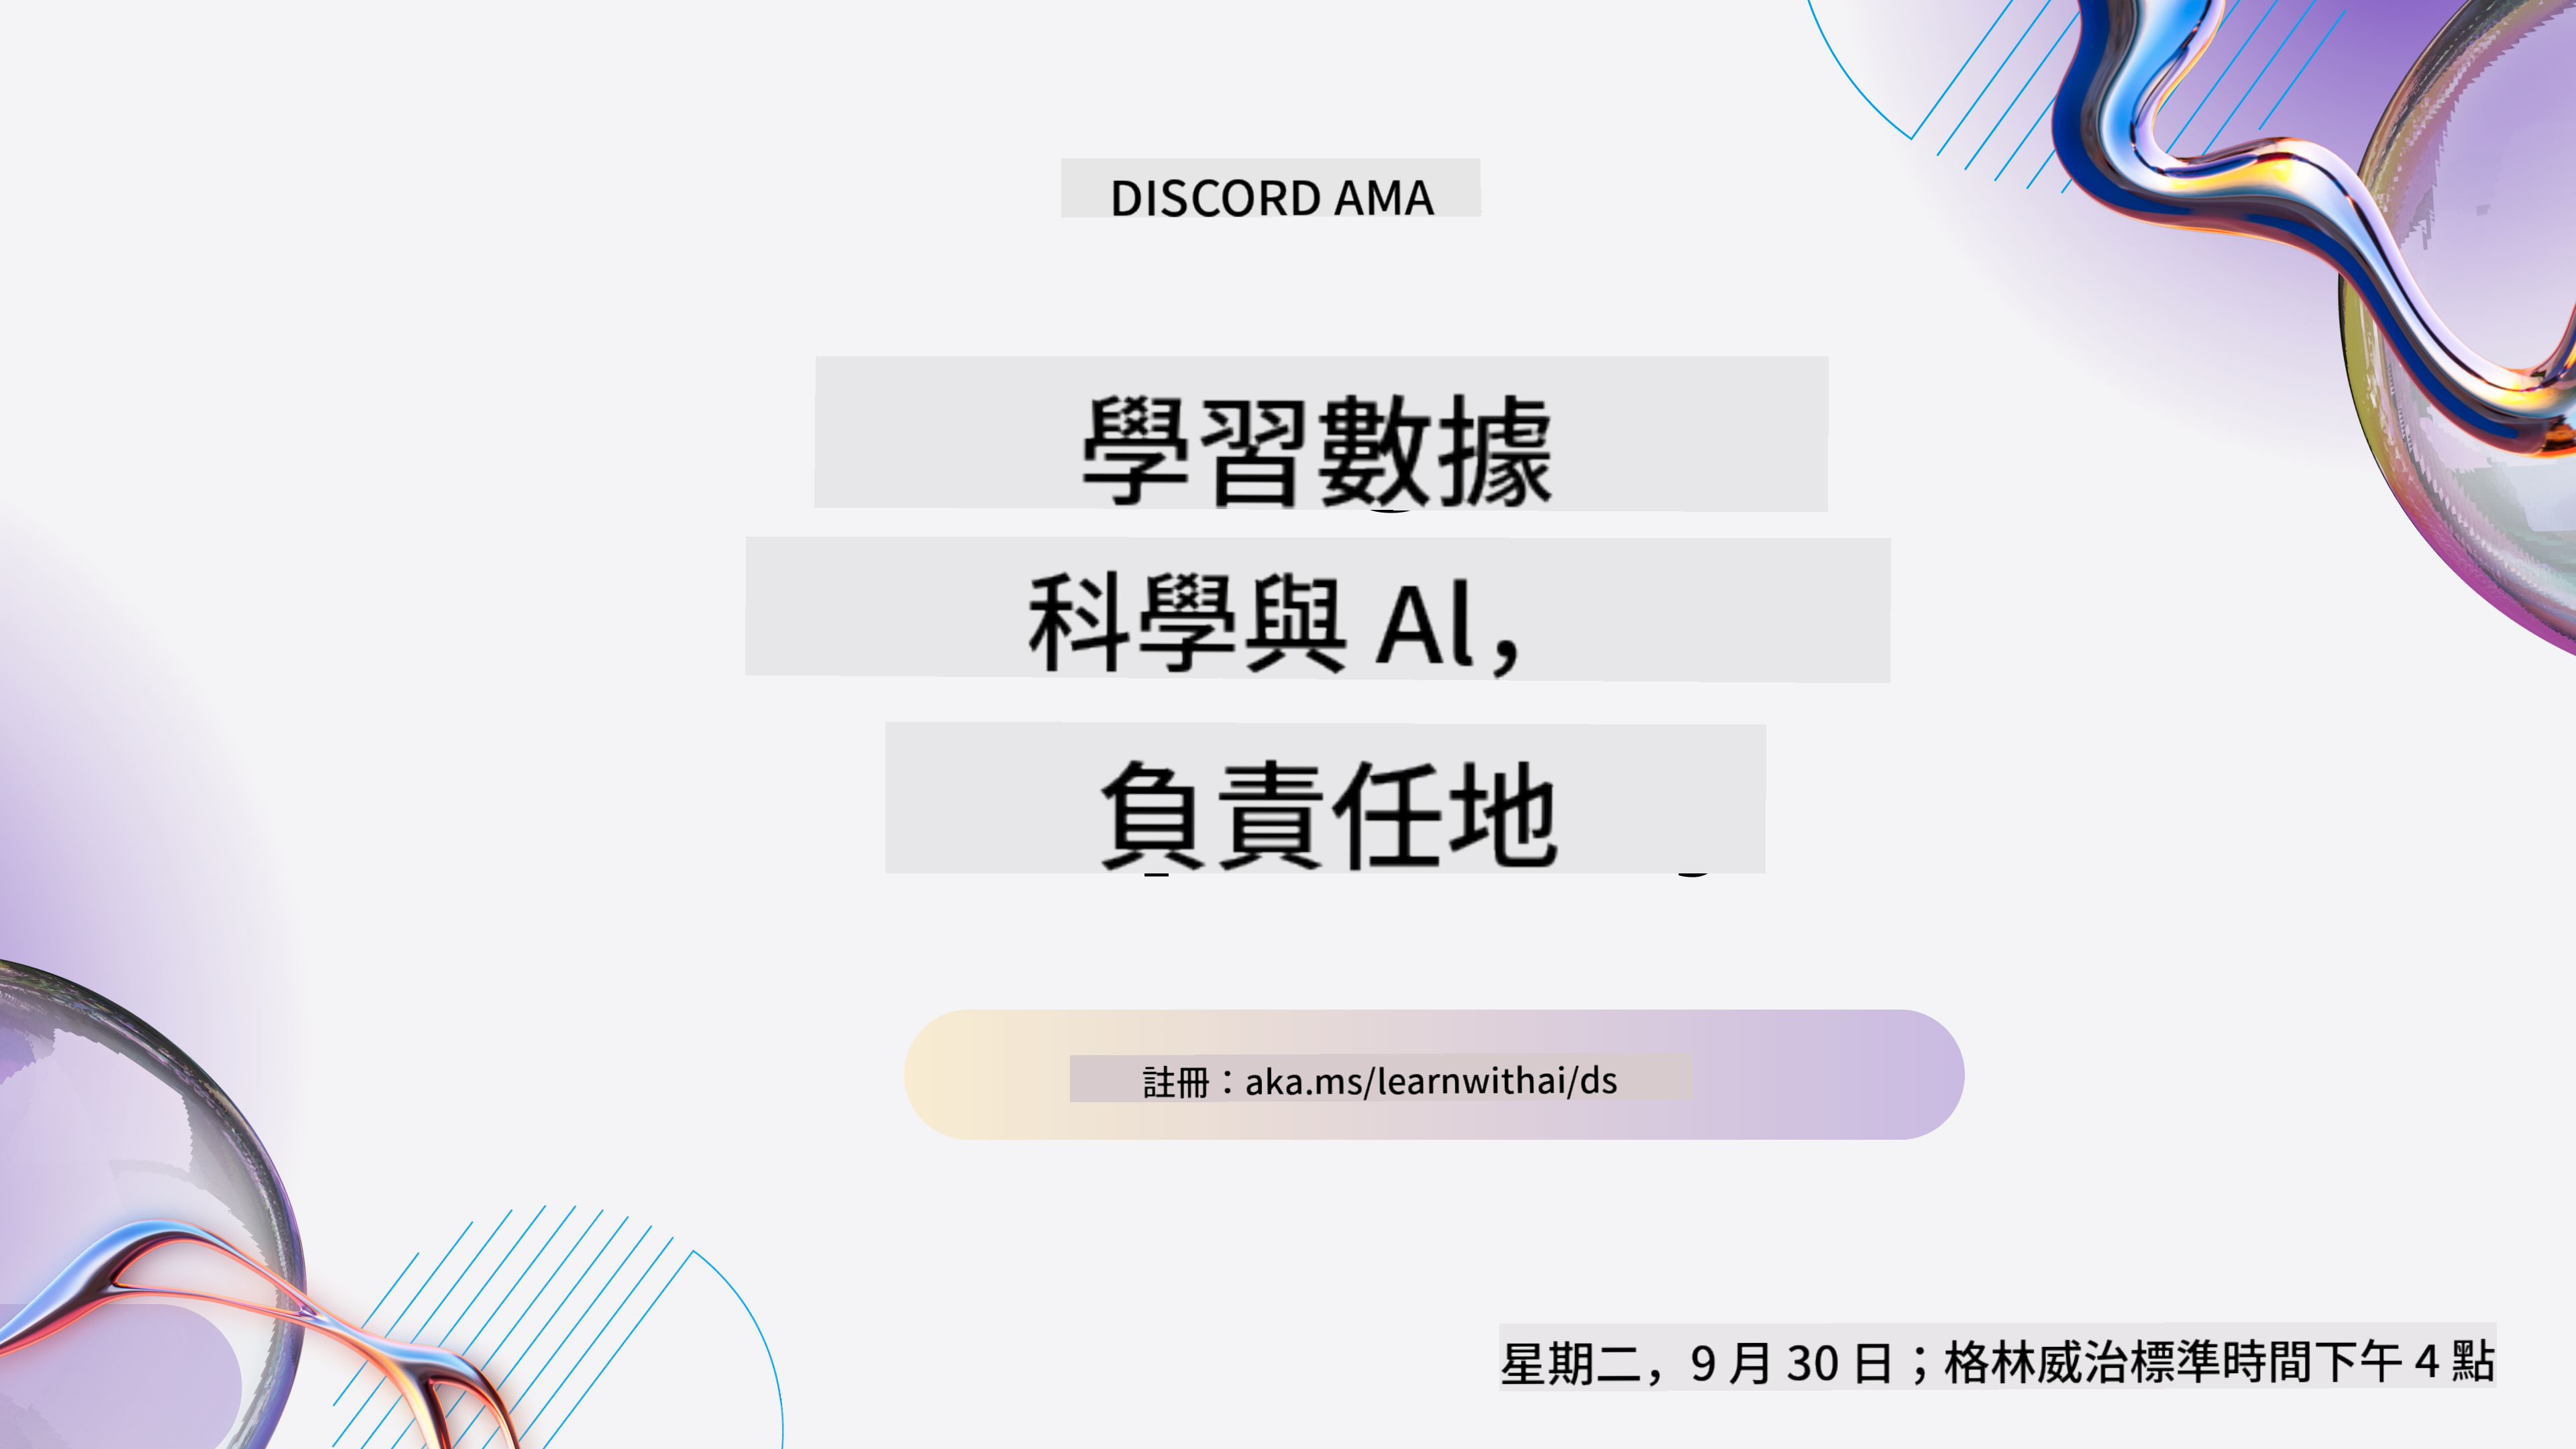 DISCORD AMA
學習數據
科學與 AI，
負責任地
註冊：aka.ms/learnwithai/ds
星期二，9 月 30 日；格林威治標準時間下午 4 點